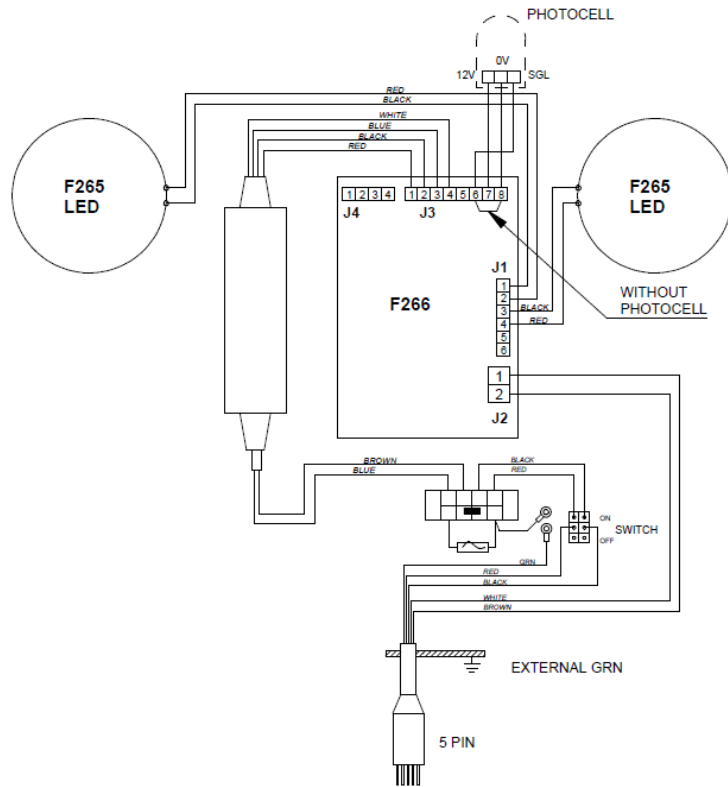 PHOTOCELL
0V
12V
SGL
RED
BLACK
WHITE
BLUE
BLACK
RED
F265
LED
F265
LED
1 2 3 4
1 2 3 4 5 6 7 8
J4
J3
J1
1
2
3
4
5
6
BLACK
RED
WITHOUT
PHOTOCELL
F266
1
2
J2
BROWN
BLUE
BLACK
RED
ON
OFF
SWITCH
GRN
RED
BLACK
WHITE
BROWN
EXTERNAL GRN
5 PIN